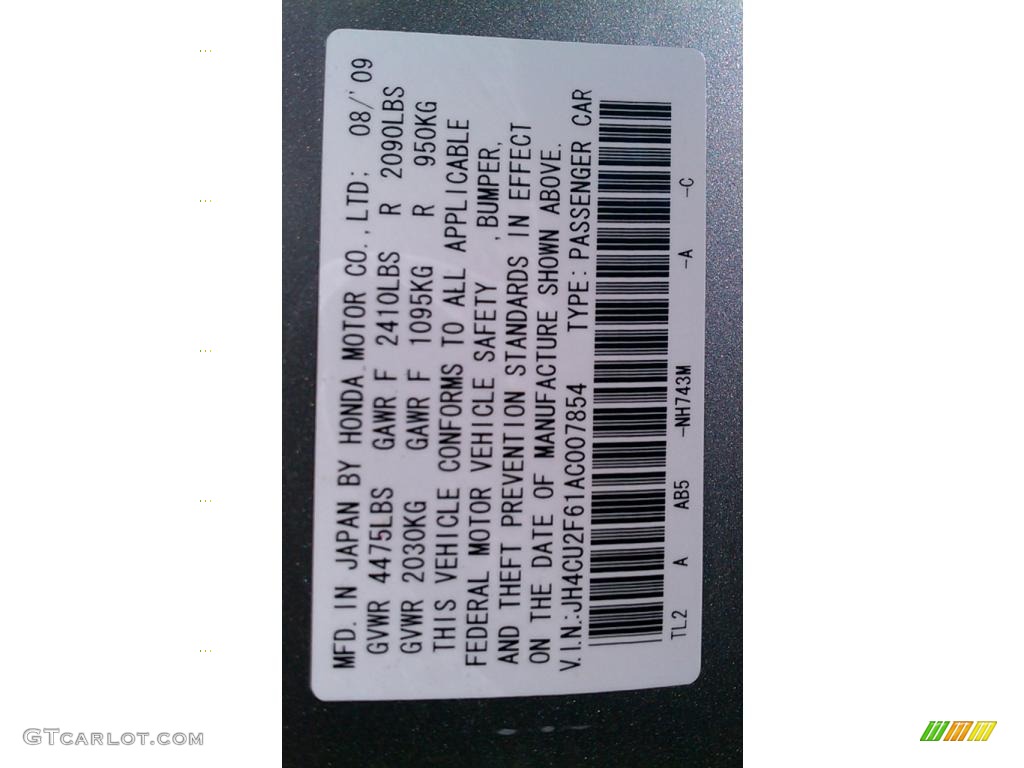 MFD. IN JAPAN BY HONDA MOTOR CO., LTD; 08/'09
GVWR 4475LBS GAWR F 2410LBS R 2090LBS
GVWR 2030KG GAWR F 1095KG R 950KG
THIS VEHICLE CONFORMS TO ALL APPLICABLE
FEDERAL MOTOR VEHICLE SAFETY ,BUMPER,
AND THEFT PREVENTION STANDARDS IN EFFECT
ON THE DATE OF MANUFACTURE SHOWN ABOVE.
V.I.N.:JH4CU2F61AC007854 TYPE:PASSENGER CAR
TL2 A AB5 -NH743M -A -C
GTCARLOT.COM